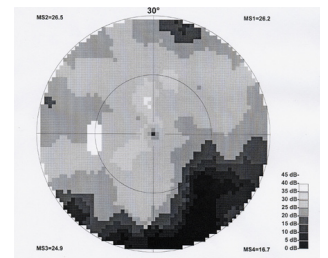 30°
MS2=26.5
MS1=26.2
45 dB-
40 dB-
35 dB-
30 dB-
25 dB-
20 dB-
15 dB-
10 dB-
5 dB-
0 dB-
MS3=24.9
MS4=16.7